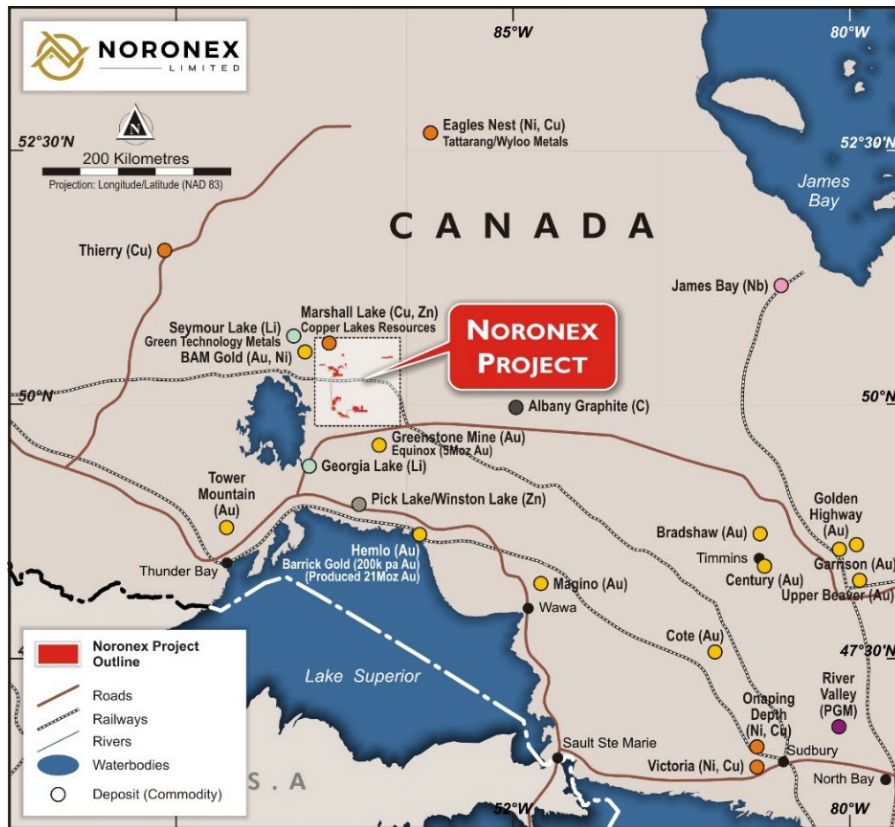 NORONEX
LIMITED
85°W
80°W
N
52°30'N
200 Kilometres
Projection: Longitude/Latitude (NAD 83)
Eagles Nest (Ni, Cu)
Tattarang/Wyloo Metals
52°30'N
James
Bay
CANADA
Thierry (Cu)
James Bay (Nb)
Marshall Lake (Cu, Zn)
Copper Lakes Resources
Seymour Lake (Li)
Green Technology Metals
BAM Gold (Au, Ni)
NORONEX
PROJECT
50°N
Albany Graphite (C)
50°N
Greenstone Mine (Au)
Equinox (5Moz Au)
Georgia Lake (Li)
Tower
Mountain
(Au)
Pick Lake/Winston Lake (Zn)
Golden
Highway
(Au)
Bradshaw (Au)
Hemlo (Au)
Barrick Gold (200k pa Au)
(Produced 21Moz Au)
Thunder Bay
Timmins
Garrison (Au)
Century (Au)
Magino (Au)
Upper Beaver (Au)
Wawa
Cote (Au)
47°30'N
Lake Superior
River
Valley
(PGM)
Onaping
Depth
(Ni, Cu)
Sault Ste Marie
Sudbury
Victoria (Ni, Cu)
North Bay
S.A
52°W
80°W
Noronex Project
Outline
Roads
Railways
Rivers
Waterbodies
Deposit (Commodity)